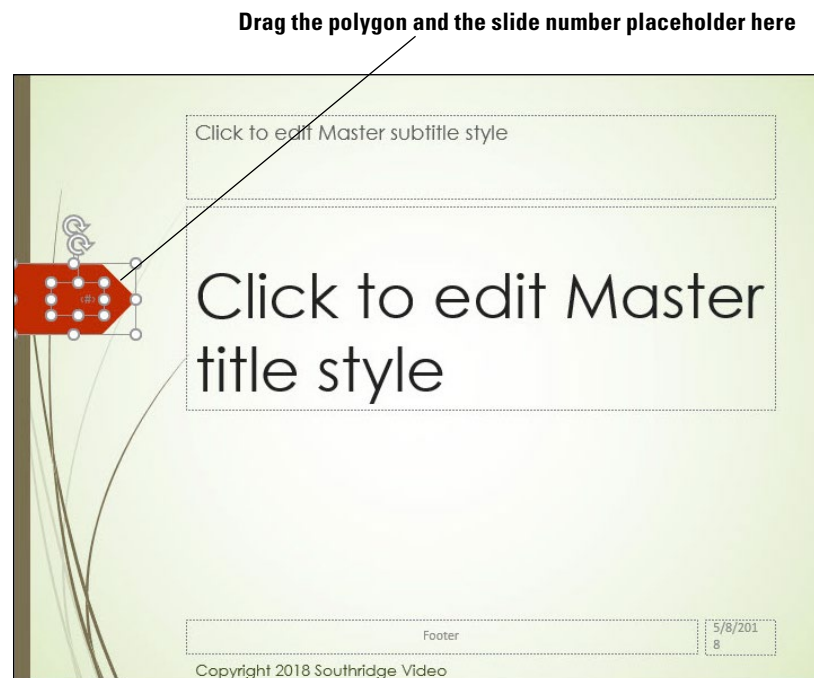 Drag the polygon and the slide number placeholder here
Click to edit Master subtitle style
‹#›
Click to edit Master
title style
Footer
5/8/201
8
Copyright 2018 Southridge Video